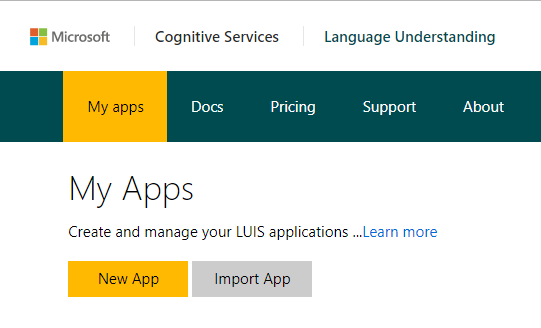 Microsoft Cognitive Services Language Understanding
My apps Docs Pricing Support About
My Apps
Create and manage your LUIS applications ...Learn more
New App Import App